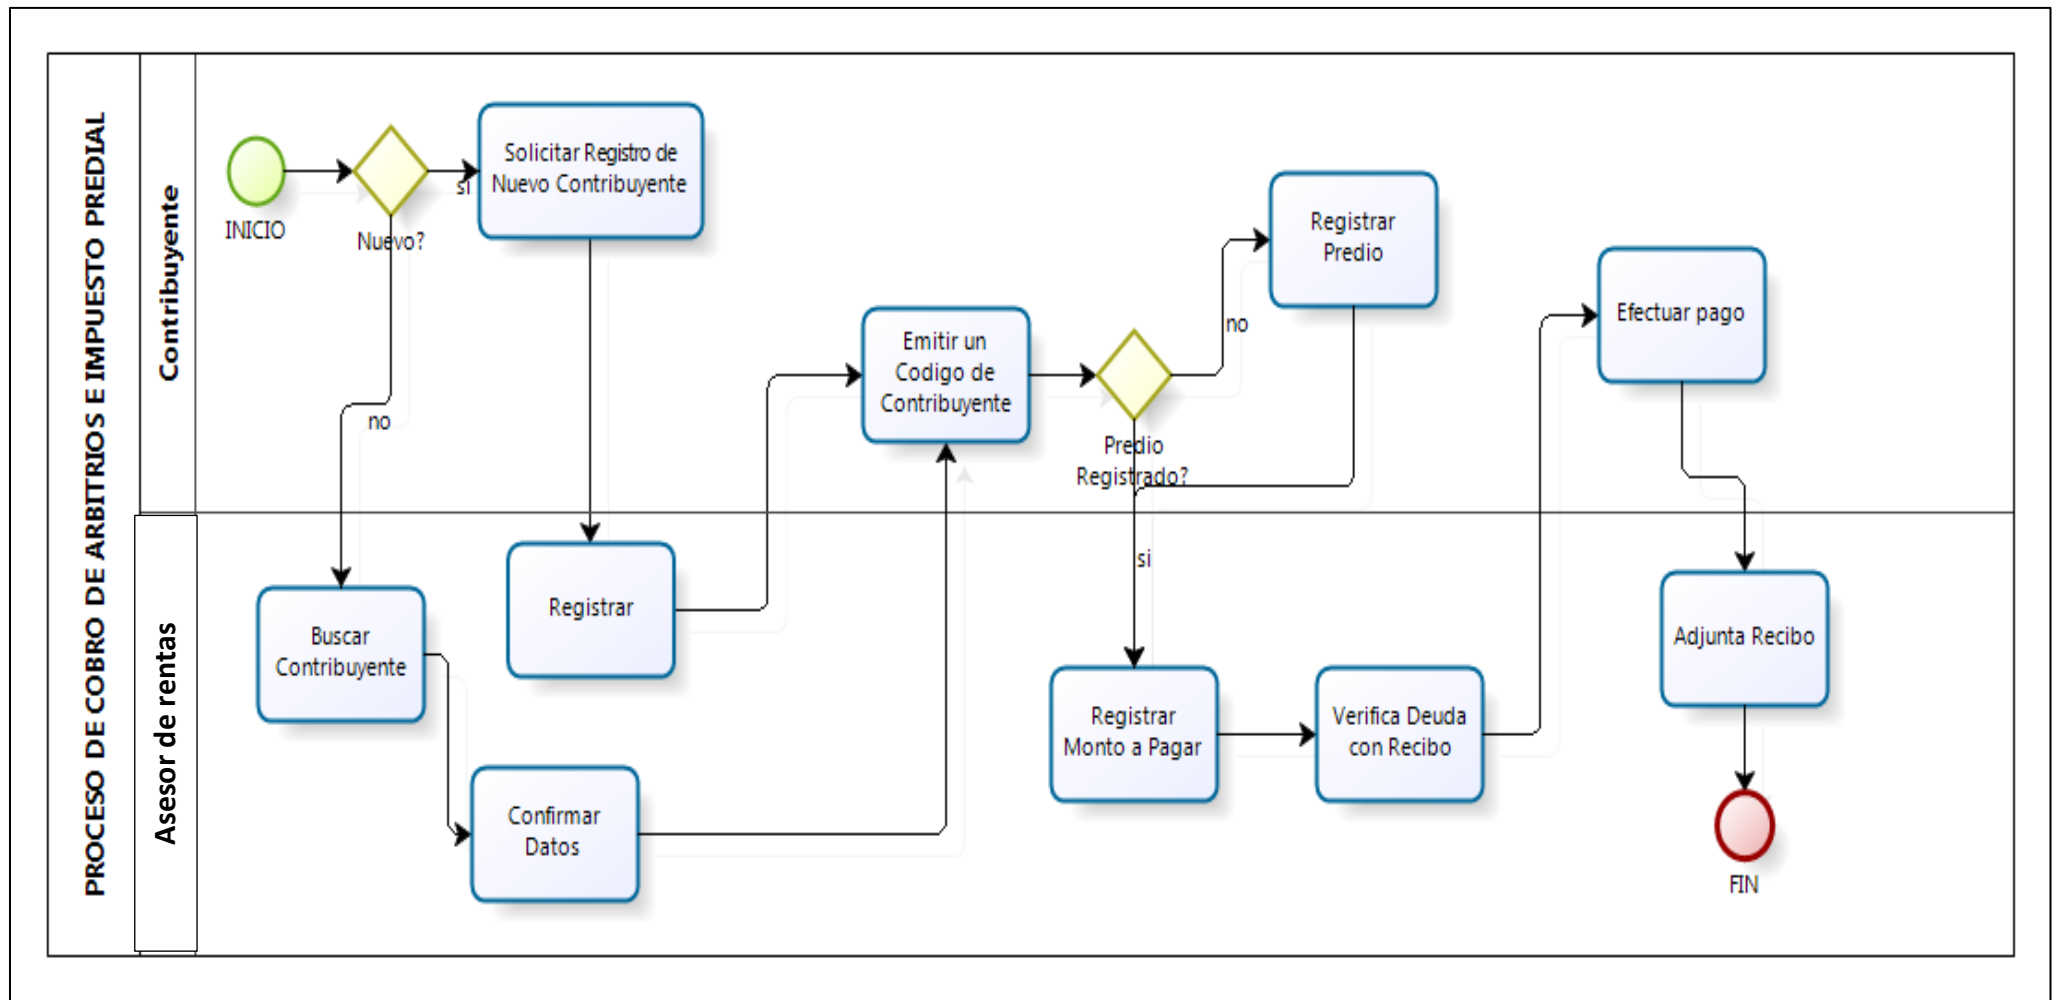 PROCESO DE COBRO DE ARBITRIOS E IMPUESTO PREDIAL
Contribuyente
INICIO
Nuevo?
si
no
Solicitar Registro de
Nuevo Contribuyente
Emitir un
Codigo de
Contribuyente
Predio
Registrado?
no
si
Registrar
Predio
Efectuar pago
Asesor de rentas
Buscar
Contribuyente
Registrar
Confirmar
Datos
Registrar
Monto a Pagar
Verifica Deuda
con Recibo
Adjunta Recibo
FIN